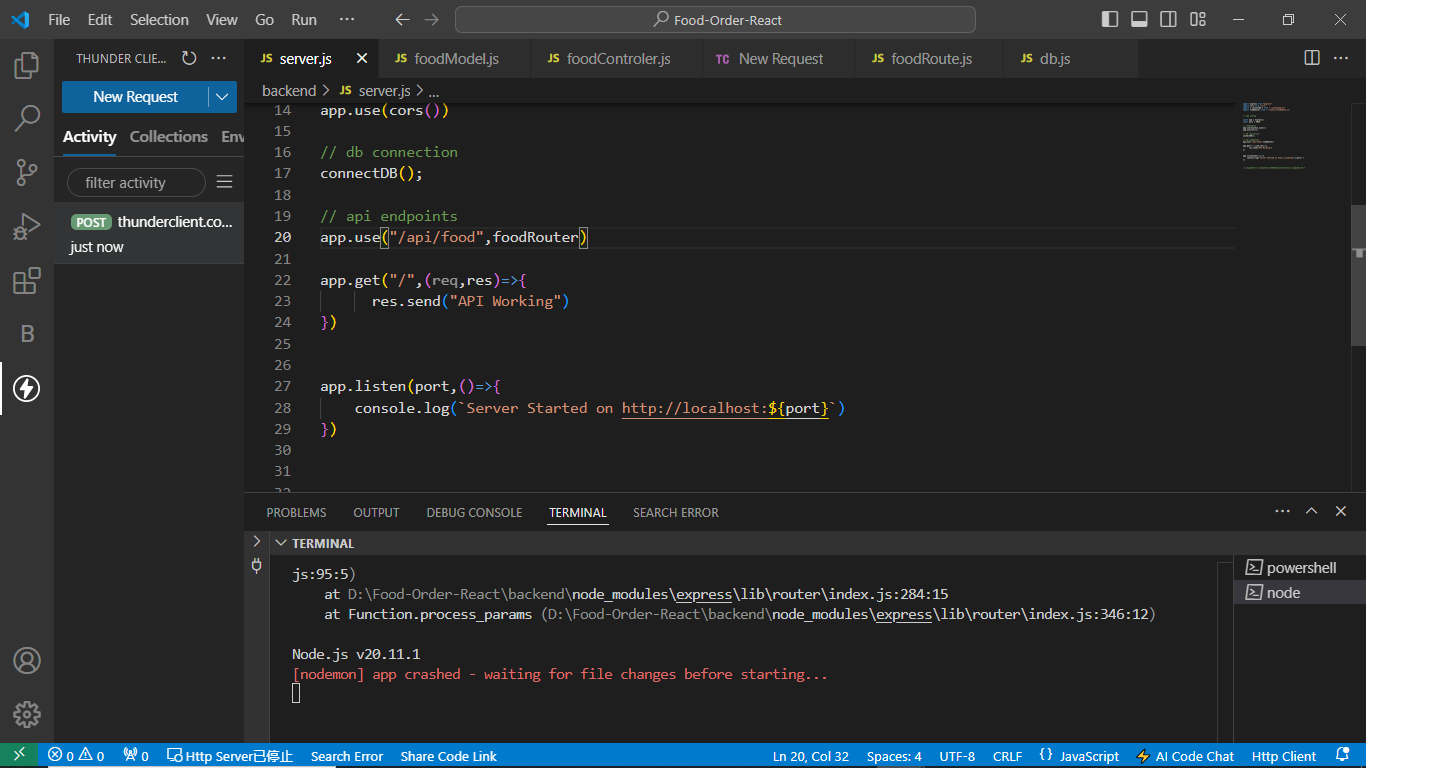 File Edit Selection View Go Run ··· ← → Food-Order-React
THUNDER CLIE... ···
JS server.js × JS foodModel.js JS foodControler.js TC New Request JS foodRoute.js JS db.js ···
New Request
backend > JS server.js > ...
Activity Collections Env
filter activity
POST thunderclient.co...
just now
B
14 app.use(cors())
15
16 // db connection
17 connectDB();
18
19 // api endpoints
20 app.use("/api/food",foodRouter)
21
22 app.get("/",(req,res)=>{
23 res.send("API Working")
24 })
25
26
27 app.listen(port,()=>{
28 console.log(`Server Started on http://localhost:${port}`)
29 })
30
31
32
PROBLEMS OUTPUT DEBUG CONSOLE TERMINAL SEARCH ERROR ···
TERMINAL
js:95:5)
at D:\Food-Order-React\backend\node_modules\express\lib\router\index.js:284:15
at Function.process_params (D:\Food-Order-React\backend\node_modules\express\lib\router\index.js:346:12)
Node.js v20.11.1
[nodemon] app crashed - waiting for file changes before starting...
powershell
node
0 0 0 Http Server已停止 Search Error Share Code Link Ln 20, Col 32 Spaces: 4 UTF-8 CRLF {} JavaScript AI Code Chat Http Client